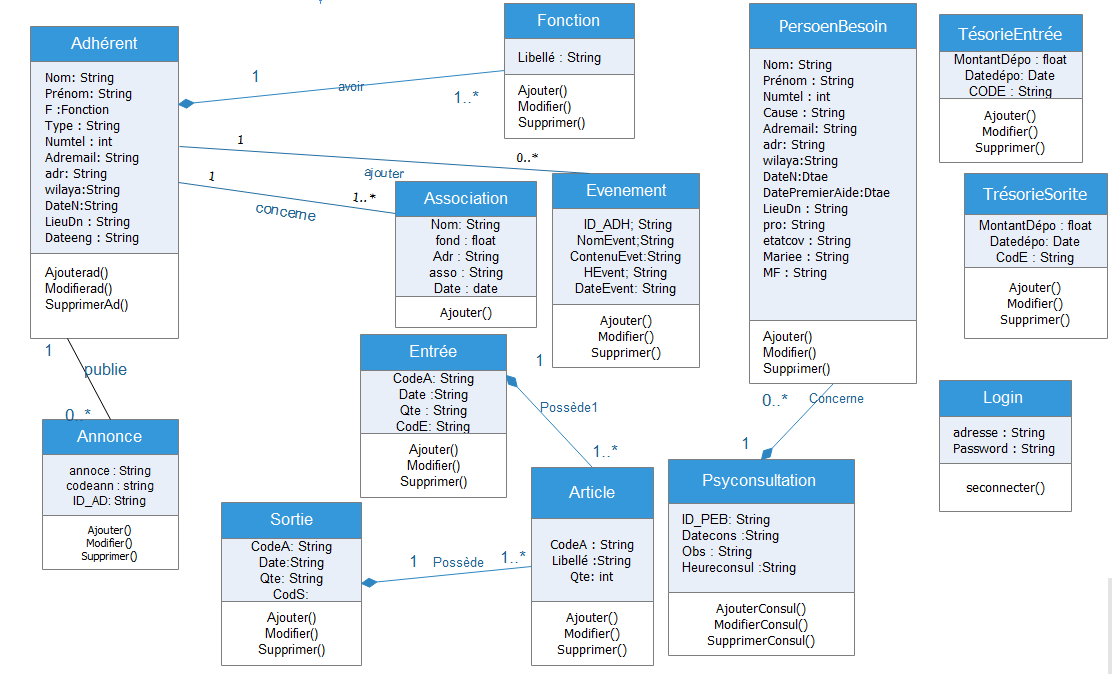 Adhérent
Nom: String
Prénom: String
F :Fonction
Type : String
Numtel : int
Adremail: String
adr: String
wilaya:String
DateN:String
LieuDn : String
Dateeng : String
Ajouterad()
Modifierad()
SupprimerAd()
1
avoir
1..*
Fonction
Libellé : String
Ajouter()
Modifier()
Supprimer()
1
ajouter
0..*
1
concerne
1..*
Association
Nom: String
fond : float
Adr : String
asso : String
Date : date
Ajouter()
Evenement
ID_ADH; String
NomEvent;String
ContenuEvet:String
HEvent; String
DateEvent: String
Ajouter()
Modifier()
Supprimer()
PersoenBesoin
Nom: String
Prénom : String
Numtel : int
Cause : String
Adremail: String
adr: String
wilaya:String
DateN:Dtae
DatePremierAide:Dtae
LieuDn : String
pro: String
etatcov : String
Mariee : String
MF : String
Ajouter()
Modifier()
Supprimer()
TésorieEntrée
MontantDépo : float
Datedépo: Date
CODE : String
Ajouter()
Modifier()
Supprimer()
TrésorieSorite
MontantDépo : float
Datedépo: Date
CodE : String
Ajouter()
Modifier()
Supprimer()
1
publie
0..*
Annonce
annoce : String
codeann : string
ID_AD: String
Ajouter()
Modifier()
Supprimer()
Entrée
CodeA: String
Date :String
Qte : String
CodE: String
Ajouter()
Modifier()
Supprimer()
1
Possède1
1..*
Article
CodeA : String
Libellé :String
Qte: int
Ajouter()
Modifier()
Supprimer()
Sortie
CodeA: String
Date:String
Qte: String
CodS:
Ajouter()
Modifier()
Supprimer()
1
Possède
1..*
0..*
Concerne
1
Psyconsultation
ID_PEB: String
Datecons :String
Obs : String
Heureconsul :String
AjouterConsul()
ModifierConsul()
SupprimerConsul()
Login
adresse : String
Password : String
seconnecter()